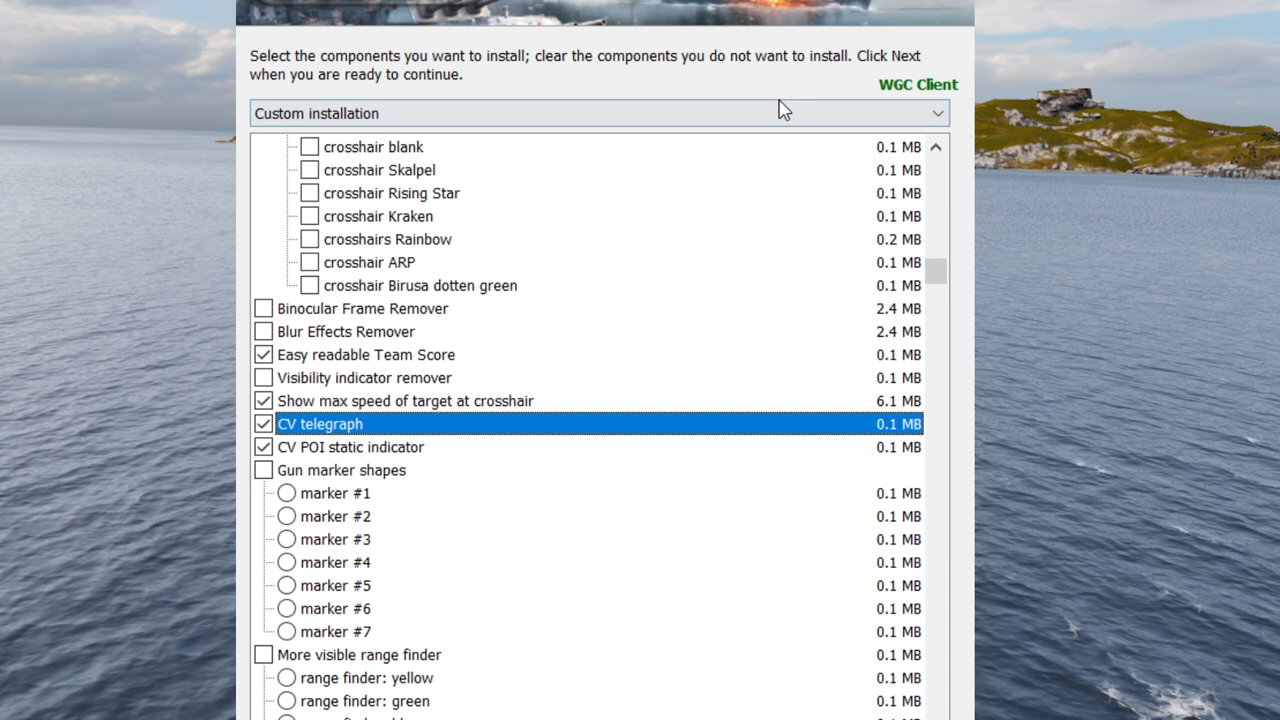 Select the components you want to install; clear the components you do not want to install. Click Next
when you are ready to continue.
WGC Client
Custom installation
crosshair blank 0.1 MB
crosshair Skalpel 0.1 MB
crosshair Rising Star 0.1 MB
crosshair Kraken 0.1 MB
crosshairs Rainbow 0.2 MB
crosshair ARP 0.1 MB
crosshair Birusa dotten green 0.1 MB
Binocular Frame Remover 2.4 MB
Blur Effects Remover 2.4 MB
Easy readable Team Score 0.1 MB
Visibility indicator remover 0.1 MB
Show max speed of target at crosshair 6.1 MB
CV telegraph 0.1 MB
CV POI static indicator 0.1 MB
Gun marker shapes
marker #1 0.1 MB
marker #2 0.1 MB
marker #3 0.1 MB
marker #4 0.1 MB
marker #5 0.1 MB
marker #6 0.1 MB
marker #7 0.1 MB
More visible range finder 0.1 MB
range finder: yellow 0.1 MB
range finder: green 0.1 MB